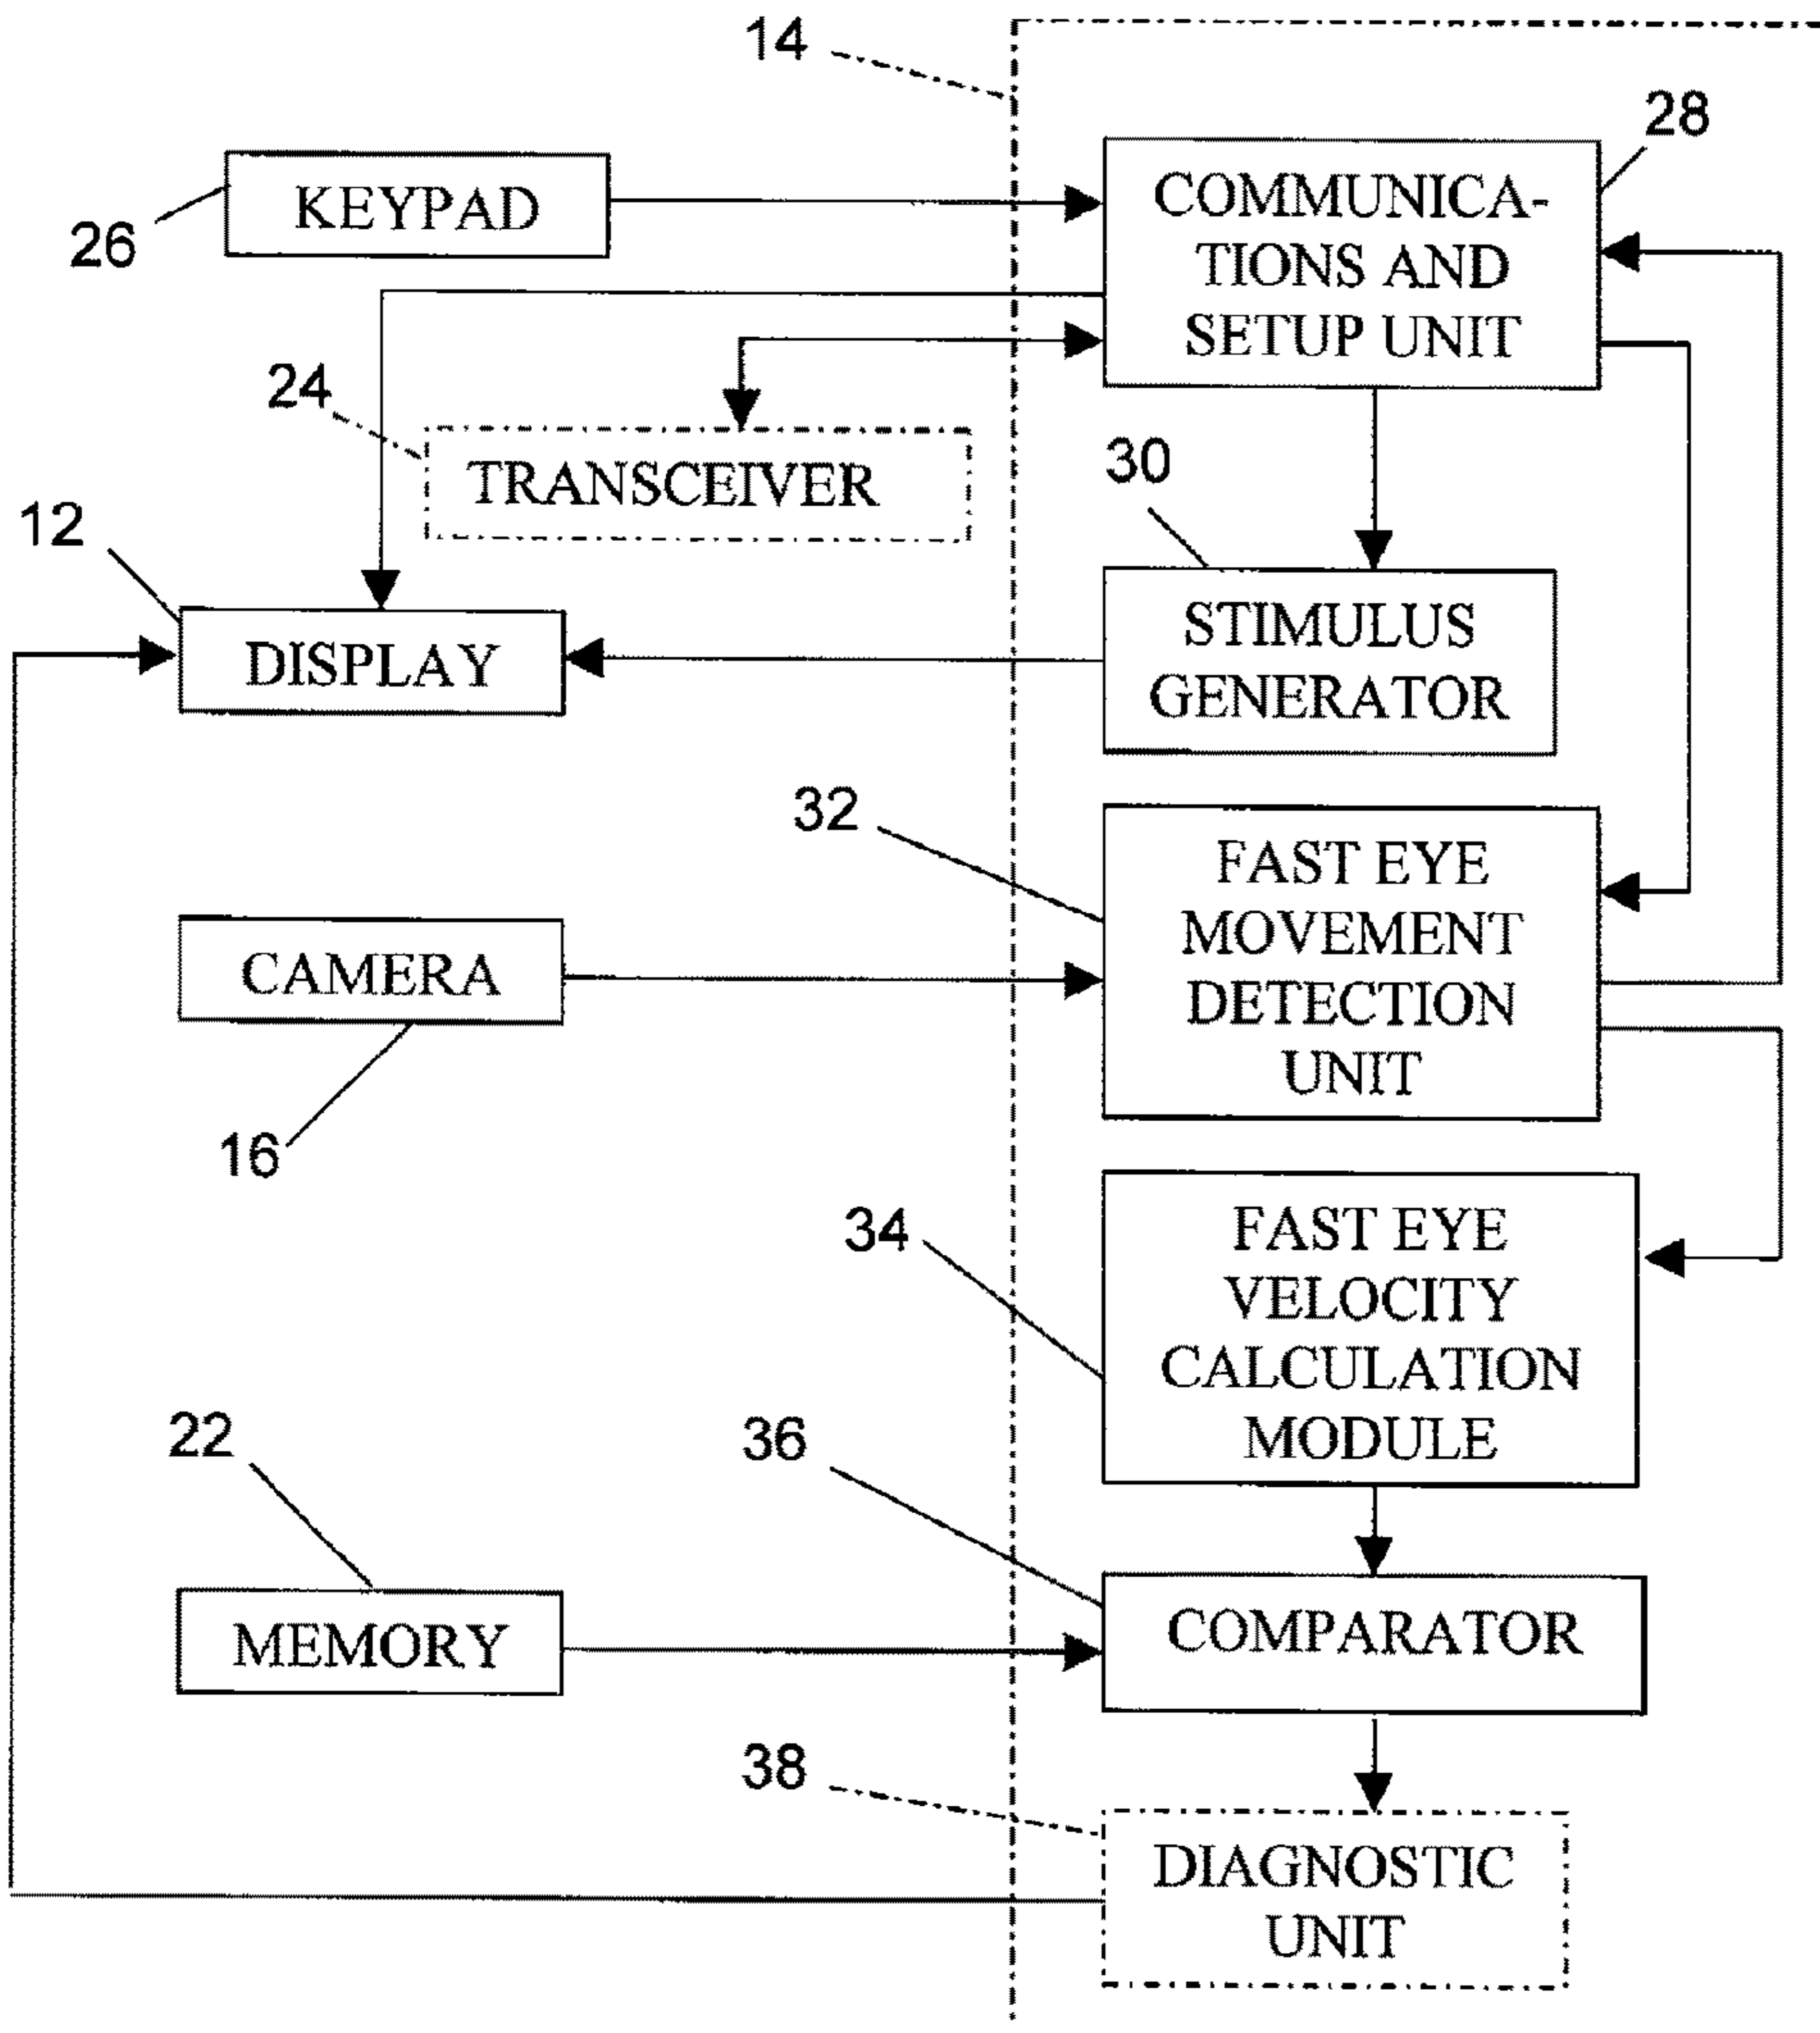 14
28
KEYPAD
26
COMMUNICA-
TIONS AND
SETUP UNIT
24
TRANSCEIVER
30
12
DISPLAY
STIMULUS
GENERATOR
32
FAST EYE
MOVEMENT
DETECTION
UNIT
CAMERA
16
34
FAST EYE
VELOCITY
CALCULATION
MODULE
22
36
MEMORY
COMPARATOR
38
DIAGNOSTIC
UNIT